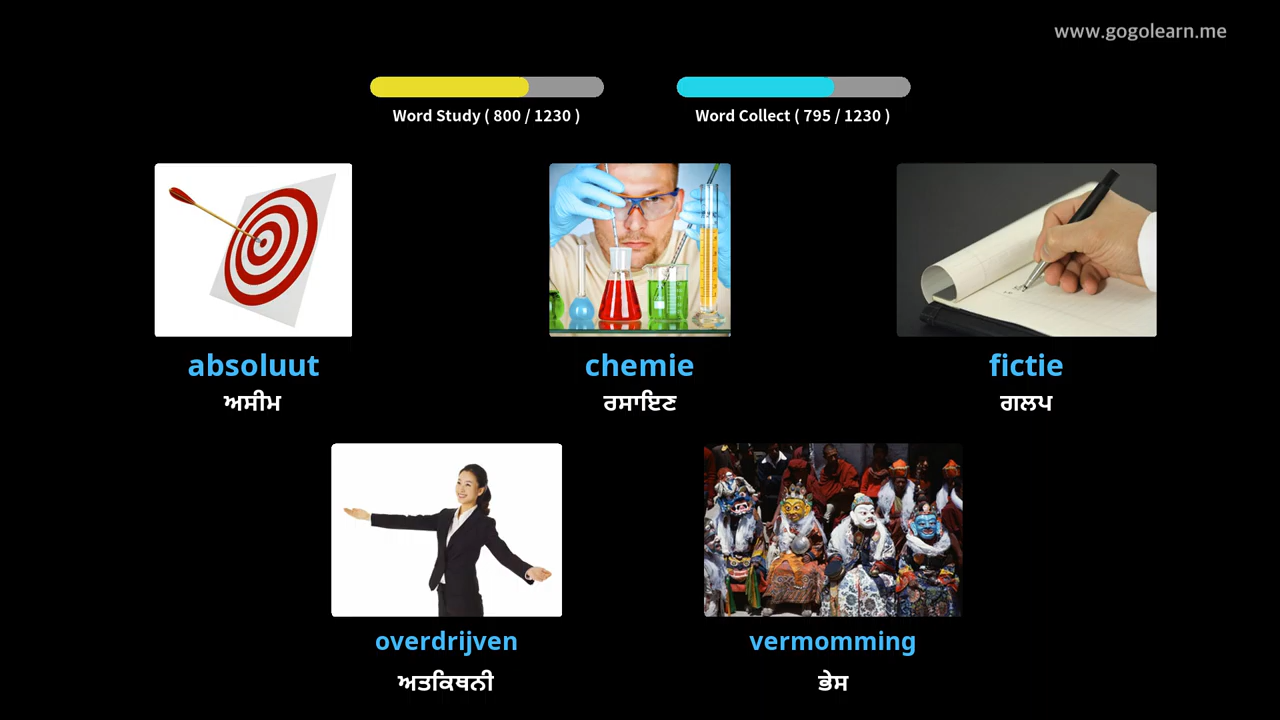 www.gogolearn.me
Word Study ( 800 / 1230 )
Word Collect ( 795 / 1230 )
absoluut
ਅਸੀਮ
chemie
ਰਸਾਇਣ
fictie
ਗਲਪ
overdrijven
ਅਤਕਿਥਨੀ
vermomming
ਭੇਸ